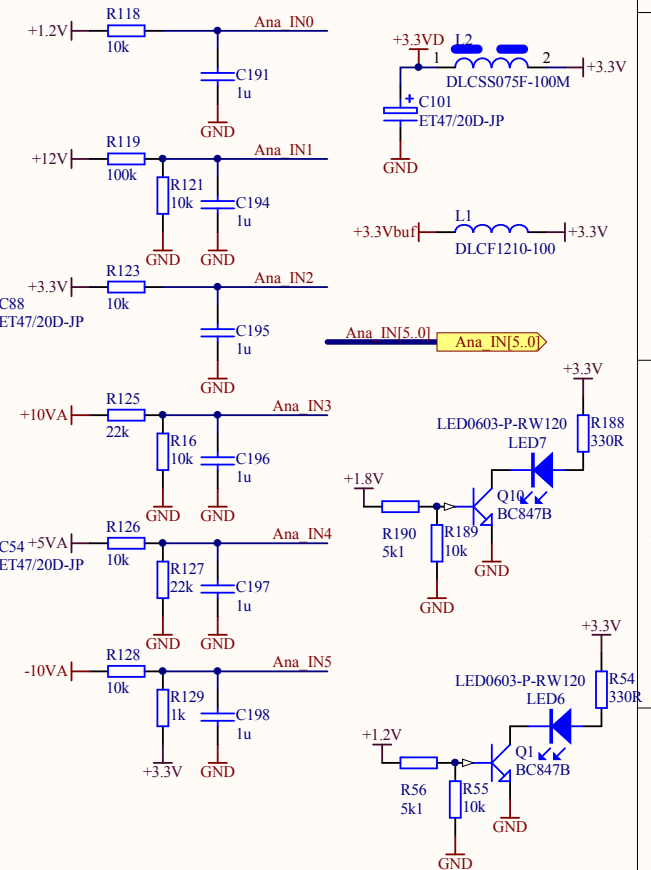 R118
Ana_IN0
+1.2V
10k
C191
1u
GND
R119
Ana_IN1
+12V
100k
R121
10k
C194
1u
GND
GND
R123
Ana_IN2
+3.3V
10k
C88
ET47/20D-JP
C195
1u
GND
R125
Ana_IN3
+10VA
22k
R16
10k
C196
1u
GND
GND
R126
Ana_IN4
C54
+5VA
10k
ET47/20D-JP
R127
22k
C197
1u
GND
GND
R128
Ana_IN5
-10VA
10k
R129
1k
C198
1u
+3.3V
GND
+3.3VD
L2
1
2
+3.3V
DLCSS075F-100M
+
C101
ET47/20D-JP
GND
L1
+3.3Vbuf
+3.3V
DLCF1210-100
Ana_IN[5..0]
Ana_IN[5..0]
+3.3V
LED0603-P-RW120
R188
LED7
330R
+1.8V
Q10
BC847B
R190
5k1
R189
10k
GND
GND
+3.3V
LED0603-P-RW120
R54
LED6
330R
+1.2V
Q1
BC847B
R56
5k1
R55
10k
GND
GND